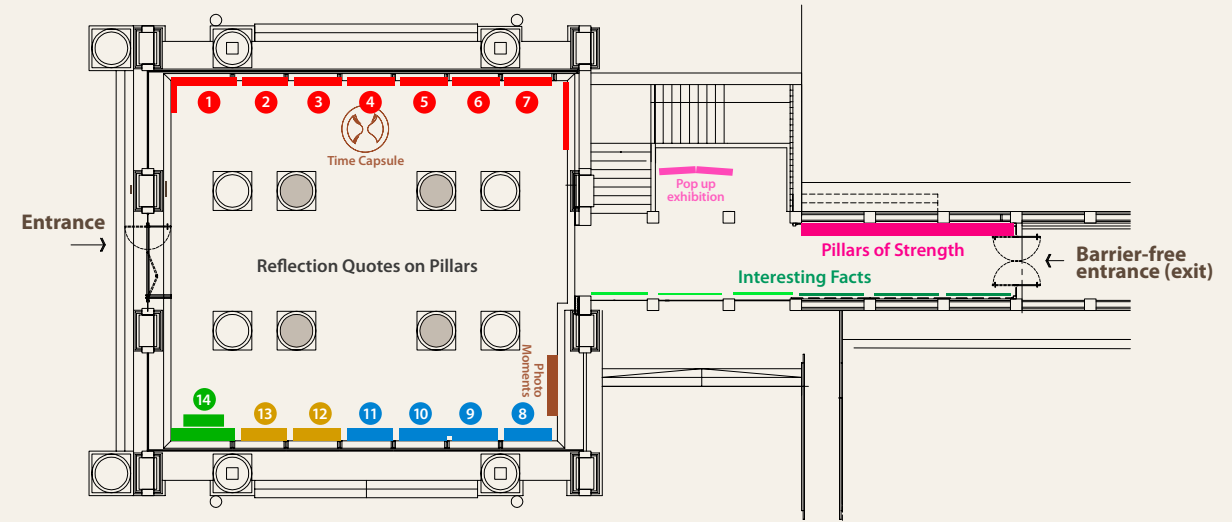 1 2 3 4 5 6 7
Time Capsule
Pop up
exhibition
Entrance
Pillars of Strength
Barrier-free
entrance (exit)
Reflection Quotes on Pillars
Interesting Facts
Photo
Moments
14 13 12 11 10 9 8